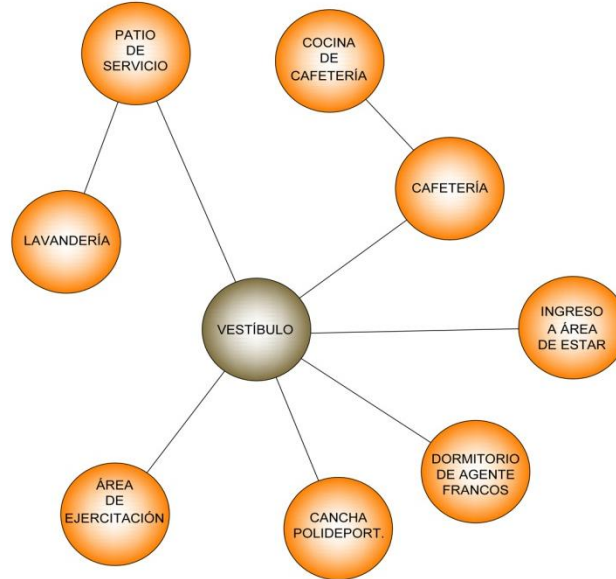 PATIO
DE
SERVICIO
COCINA
DE
CAFETERÍA
CAFETERÍA
LAVANDERÍA
VESTÍBULO
INGRESO
A ÁREA
DE ESTAR
DORMITORIO
DE AGENTE
FRANCOS
ÁREA
DE
EJERCITACIÓN
CANCHA
POLIDEPORT.